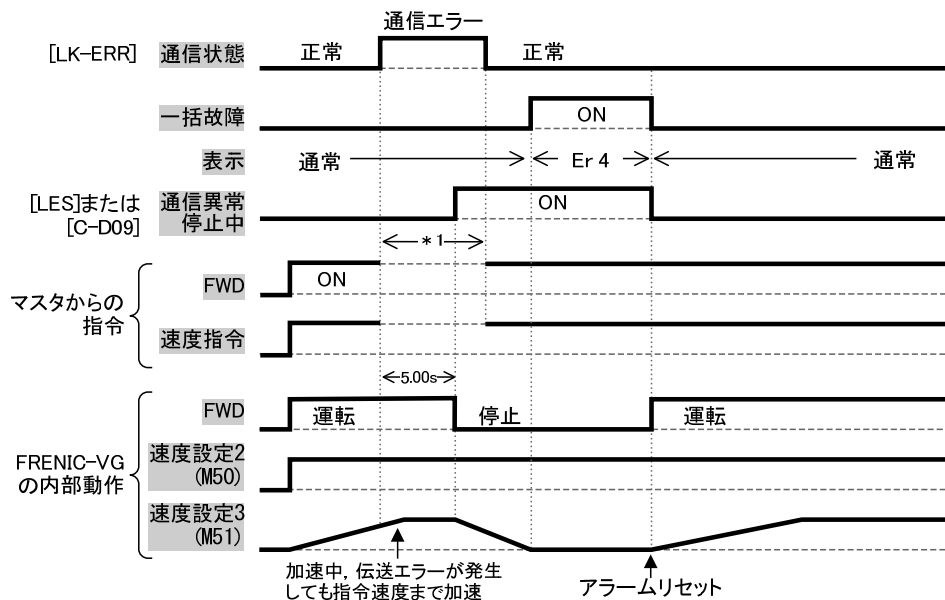 通信エラー
[LK-ERR] 通信状態 正常 正常
一括故障 ON
表示 通常 Er 4 通常
[LES]または
[C-D09]
通信異常
停止中
ON
*1
マスタからの
指令
FWD ON
速度指令
5.00s
FRENIC-VG
の内部動作
FWD 運転 停止 運転
速度設定2
(M50)
速度設定3
(M51)
加速中，伝送エラーが発生
しても指令速度まで加速
アラームリセット